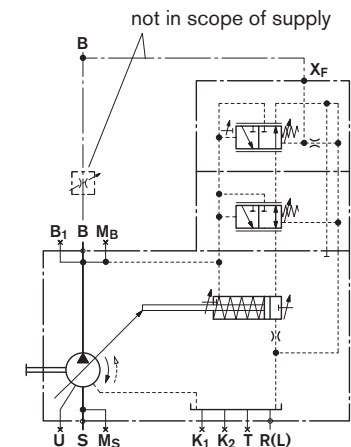 not in scope of supply
B
XF
B1 B MB
U S MS K1 K2 T R(L)